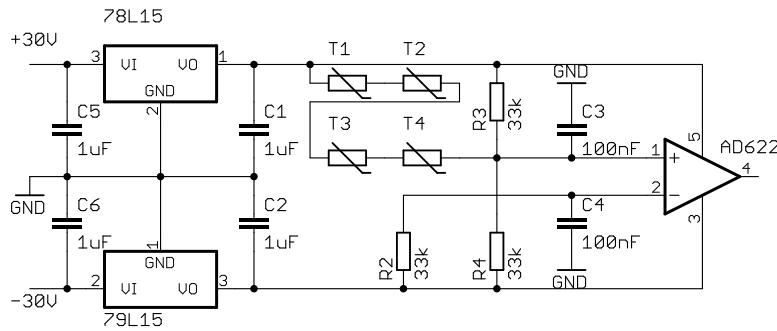 78L15
+30V
3
VI
VO
1
GND
2
T1
T2
C5
1uF
C1
1uF
T3
T4
R3
33k
GND
C3
100nF
5
AD622
1
+
2
-
4
3
GND
C6
1uF
C2
1uF
1
GND
VI
VO
2
3
-30V
79L15
R2
33k
R4
33k
C4
100nF
GND